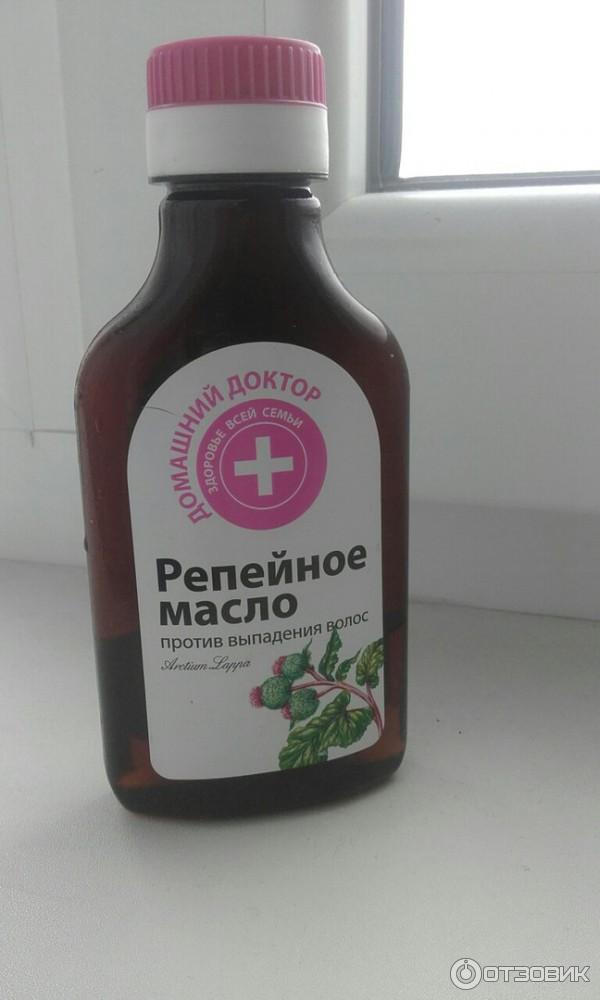 ДОМАШНИЙ ДОКТОР
ЗДОРОВЬЕ ВСЕЙ СЕМЬИ
Репейное
масло
против выпадения волос
Arctium Lappa
ОТЗОВИК